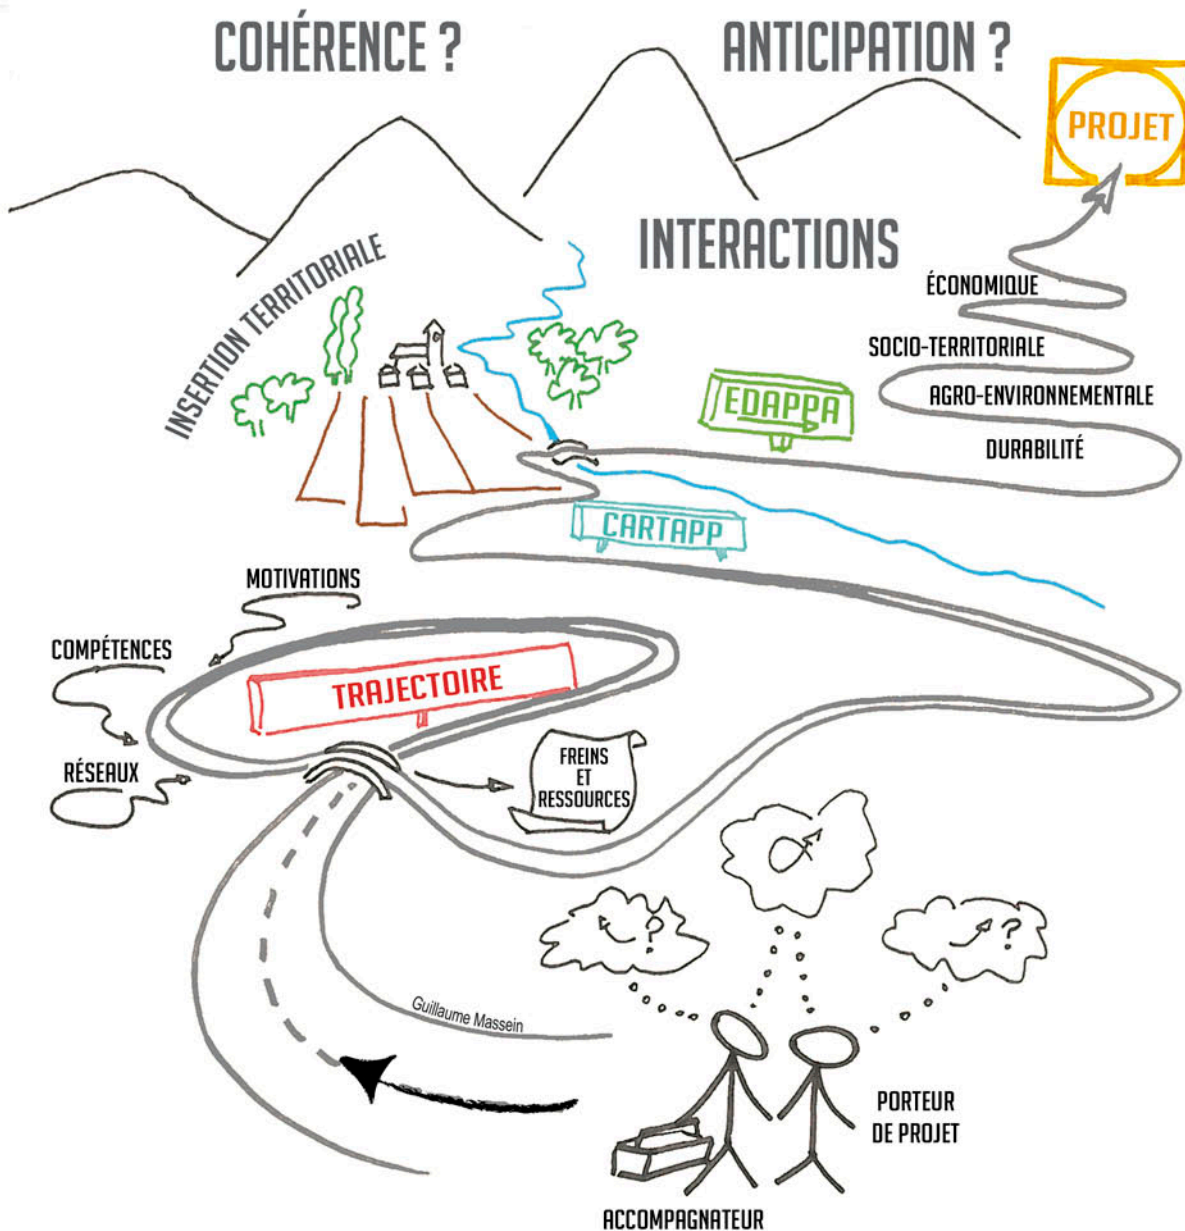 COHÉRENCE ?
ANTICIPATION ?
PROJET
INSERTION TERRITORIALE
INTERACTIONS
ÉCONOMIQUE
SOCIO-TERRITORIALE
AGRO-ENVIRONNEMENTALE
DURABILITÉ
EDAPPA
CARTAPP
MOTIVATIONS
COMPÉTENCES
RÉSEAUX
TRAJECTOIRE
FREINS
ET
RESSOURCES
?
?
Guillaume Massein
PORTEUR
DE PROJET
ACCOMPAGNATEUR